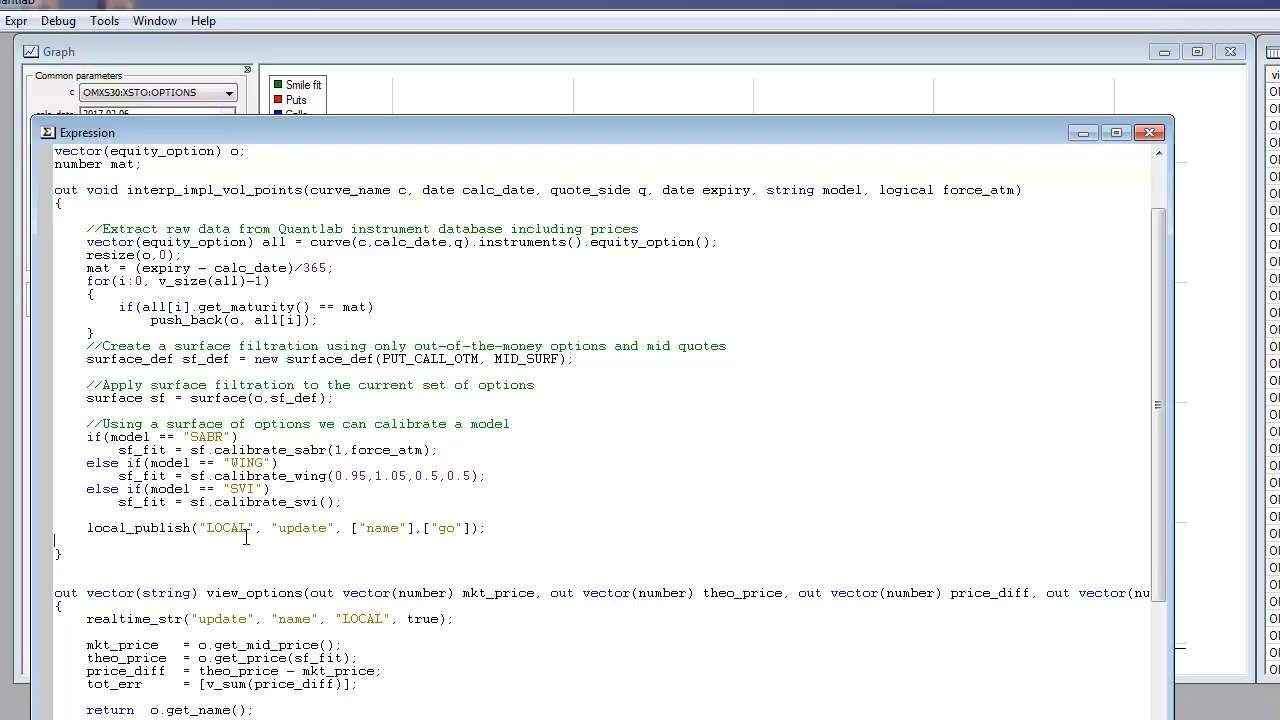 Expr Debug Tools Window Help
Graph
Common parameters
c OMXS30:XSTO:OPTIONS
calc_date 2017-03-06
Smile fit
Puts
Calls
Expression
vector(equity_option) o;
number mat;
out void interp_impl_vol_points(curve_name c, date calc_date, quote_side q, date expiry, string model, logical force_atm)
{
//Extract raw data from Quantlab instrument database including prices
vector(equity_option) all = curve(c,calc_date,q).instruments().equity_option();
resize(o,0);
mat = (expiry - calc_date)/365;
for(i:0, v_size(all)-1)
{
if(all[i].get_maturity() == mat)
push_back(o, all[i]);
}
//Create a surface filtration using only out-of-the-money options and mid quotes
surface_def sf_def = new surface_def(PUT_CALL_OTM, MID_SURF);
//Apply surface filtration to the current set of options
surface sf = surface(o,sf_def);
//Using a surface of options we can calibrate a model
if(model == "SABR")
sf_fit = sf.calibrate_sabr(1,force_atm);
else if(model == "WING")
sf_fit = sf.calibrate_wing(0.95,1.05,0.5,0.5);
else if(model == "SVI")
sf_fit = sf.calibrate_svi();
local_publish("LOCAL", "update", ["name"],["go"]);
}
out vector(string) view_options(out vector(number) mkt_price, out vector(number) theo_price, out vector(number) price_diff, out vector(nu
{
realtime_str("update", "name", "LOCAL", true);
mkt_price = o.get_mid_price();
theo_price = o.get_price(sf_fit);
price_diff = theo_price - mkt_price;
tot_err = [v_sum(price_diff)];
return o.get_name();